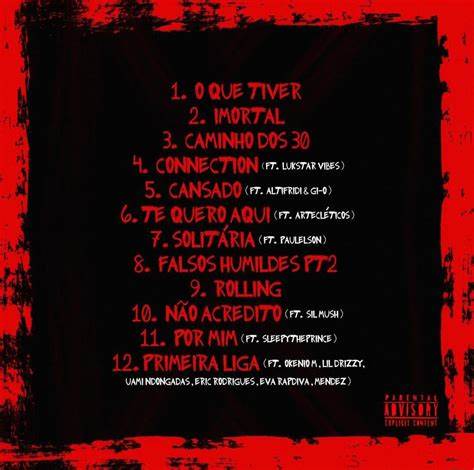 1. O QUE TIVER
2. IMORTAL
3. CAMINHO DOS 30
4. CONNECTION (FT. LUKSTAR VIBES)
5. CANSADO (FT. ALTIFRIDI & GI-O)
6. TE QUERO AQUI (FT. ARTECLÉTICOS)
7. SOLITÁRIA (FT. PAULELSON)
8. FALSOS HUMILDES PT2
9. ROLLING
10. NÃO ACREDITO (FT. SIL MUSH)
11. POR MIM (FT. SLEEPYTHEPRINCE)
12. PRIMEIRA LIGA (FT. OKENIO M, LIL DRIZZY,
UAMI NDONGADAS, ERIC RODRIGUES, EVA RAPDIVA, MENDEZ)
PARENTAL
ADVISORY
EXPLICIT CONTENT